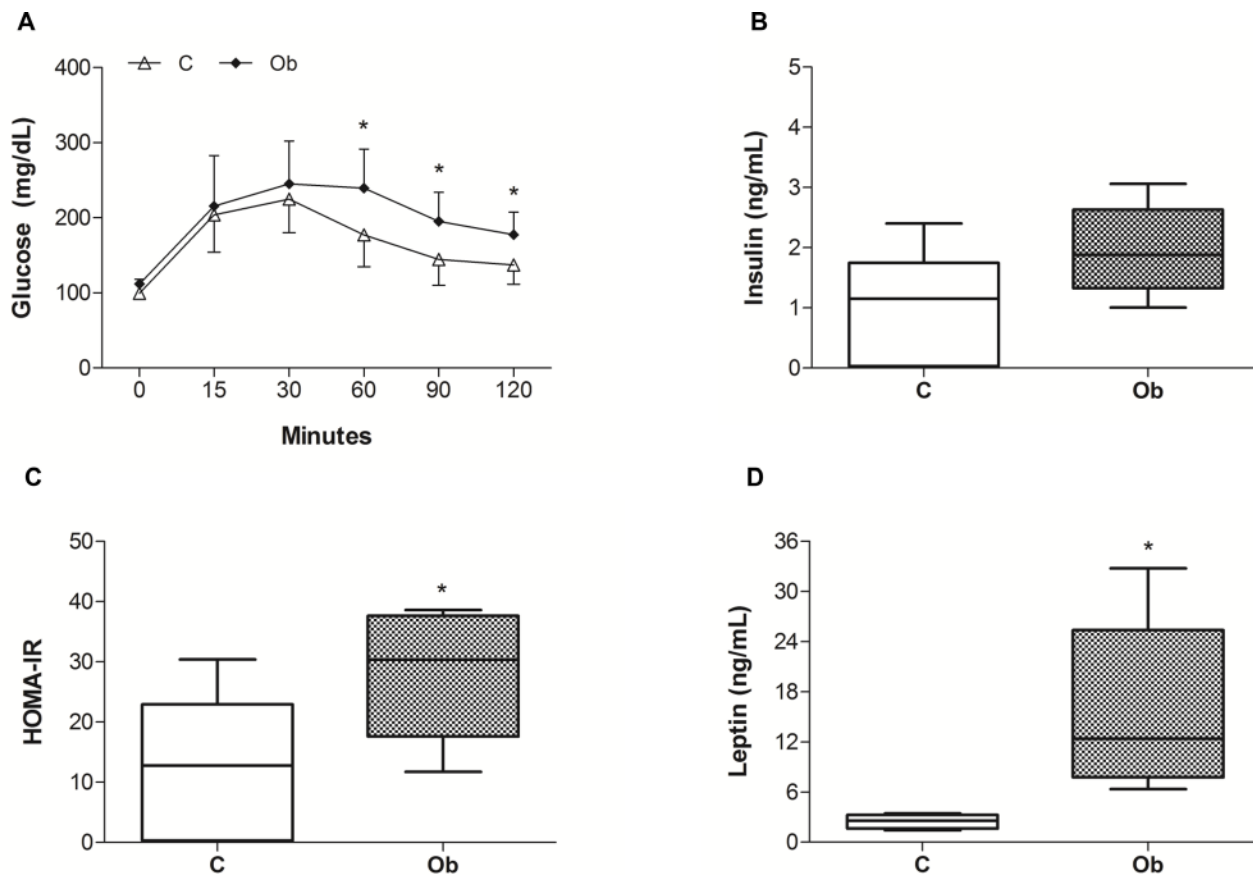 A
C Ob
400
300
200
100
0
Glucose (mg/dL)
* * *
0 15 30 60 90 120
Minutes
B
5
4
3
2
1
0
Insulin (ng/mL)
C Ob
C
50
40
30
20
10
0
HOMA-IR
*
C Ob
D
36
30
24
18
12
6
0
Leptin (ng/mL)
*
C Ob